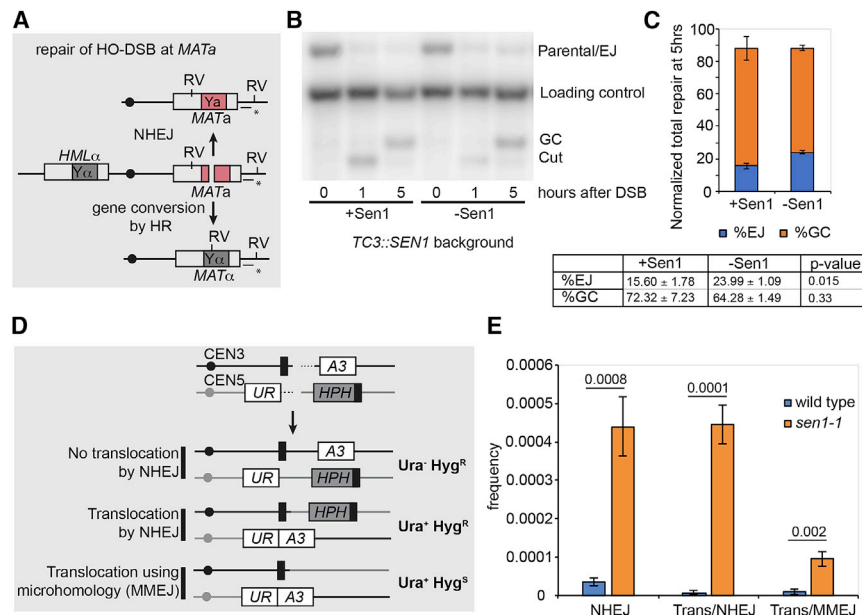 A
repair of HO-DSB at MATa
RV
RV
Ya
*
MATa
NHEJ
HMLα
RV
RV
Yα
*
MATa
gene conversion
by HR
RV
RV
Yα
*
MATα
B
Parental/EJ
Loading control
GC
Cut
0 1 5 0 1 5 hours after DSB
+Sen1 -Sen1
TC3::SEN1 background
C
Normalized total repair at 5hrs
100
80
60
40
20
0
+Sen1 -Sen1
%EJ %GC
+Sen1 -Sen1 p-value
%EJ 15.60 ± 1.78 23.99 ± 1.09 0.015
%GC 72.32 ± 7.23 64.28 ± 1.49 0.33
D
CEN3
A3
CEN5
UR HPH
No translocation
by NHEJ
A3
UR HPH
Ura- HygR
Translocation
by NHEJ
HPH
UR A3
Ura+ HygR
Translocation using
microhomology (MMEJ)
UR A3
Ura+ HygS
E
frequency
0.0006
0.0005
0.0004
0.0003
0.0002
0.0001
0
0.0008
0.0001
0.002
wild type
sen1-1
NHEJ Trans/NHEJ Trans/MMEJ